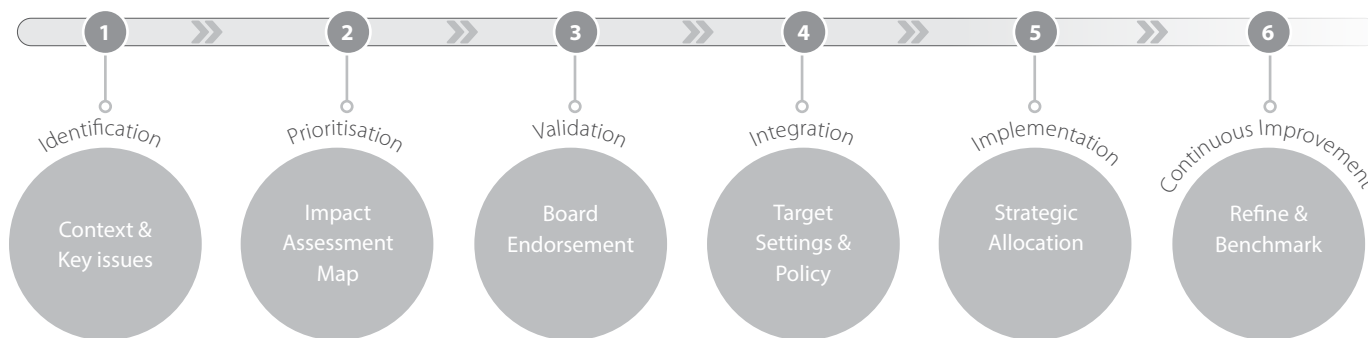 1
2
3
4
5
6
Identification
Prioritisation
Validation
Integration
Implementation
Continuous Improvement
Context &
Key issues
Impact
Assessment
Map
Board
Endorsement
Target
Settings &
Policy
Strategic
Allocation
Refine &
Benchmark